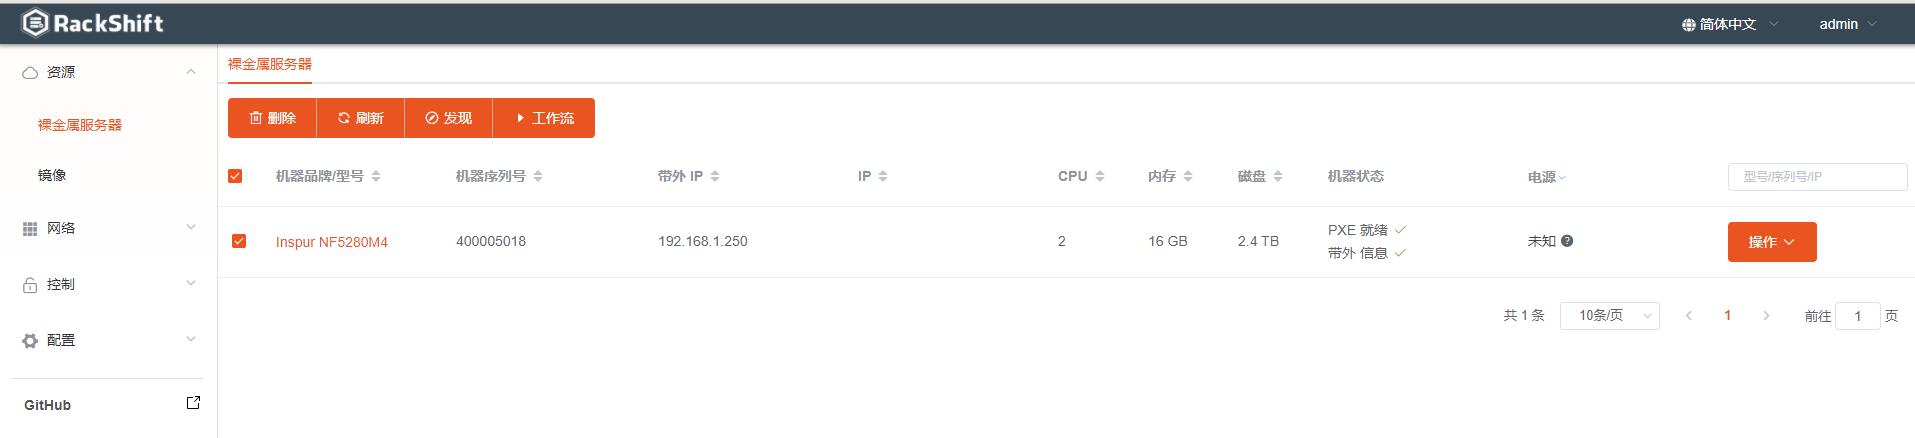 RackShift
简体中文
admin
资源
裸金属服务器
镜像
网络
控制
配置
GitHub
裸金属服务器
删除 刷新 发现 工作流
机器品牌/型号 机器序列号 带外 IP IP CPU 内存 磁盘 机器状态 电源 型号/序列号/IP
Inspur NF5280M4 400005018 192.168.1.250 2 16 GB 2.4 TB PXE 就绪 未知 操作
带外 信息
共 1 条 10条/页 1 前往 1 页